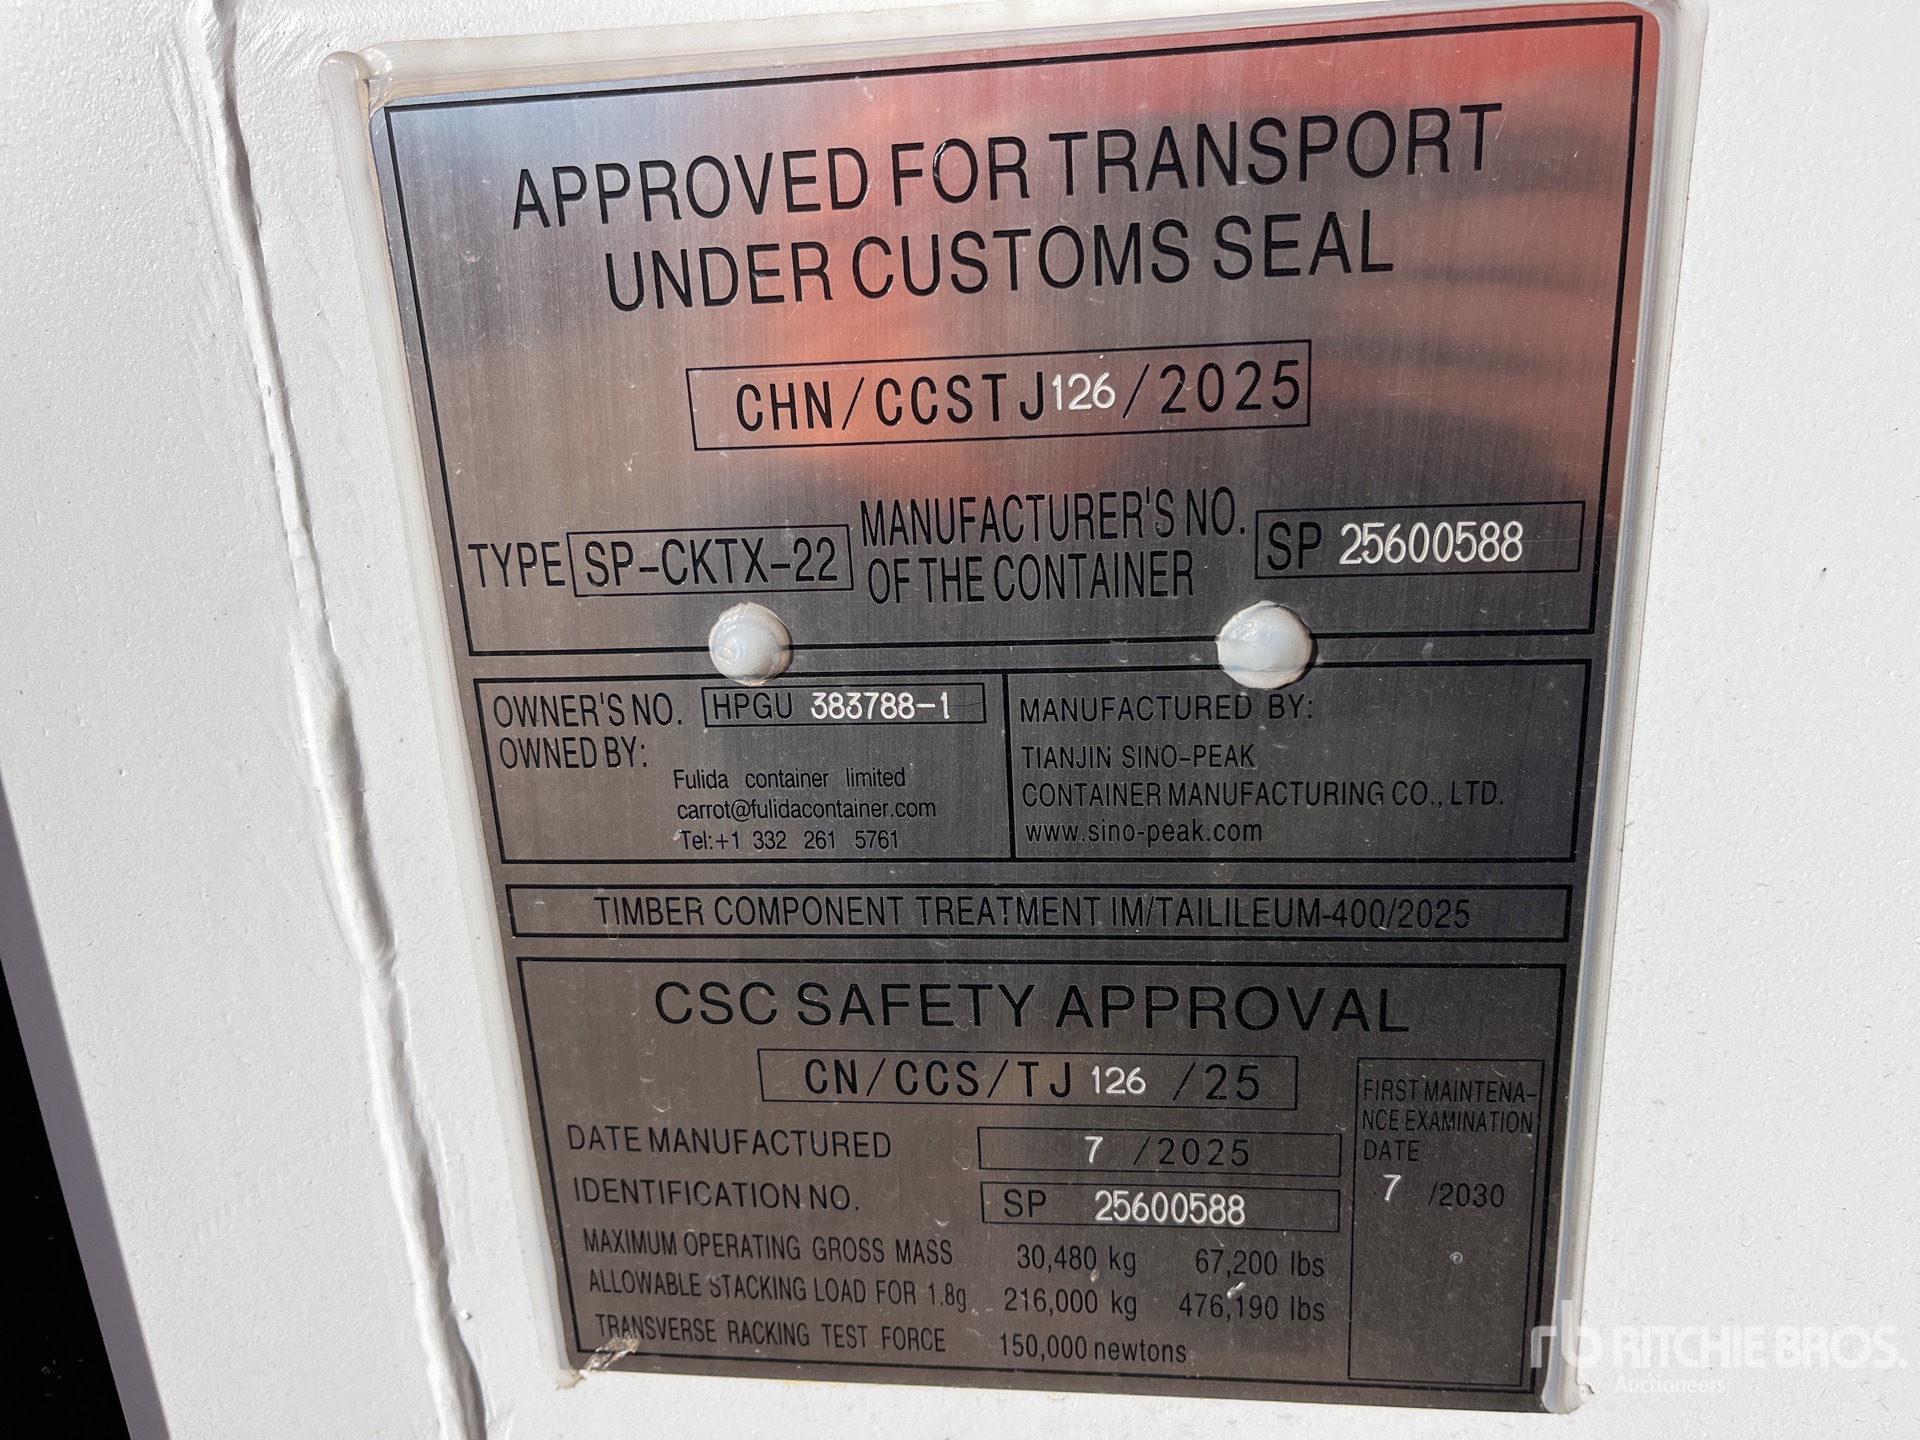 APPROVED FOR TRANSPORT
UNDER CUSTOMS SEAL
CHN/CCSTJ126/2025
TYPE SP-CKTX-22 MANUFACTURER'S NO. OF THE CONTAINER SP 25600588
OWNER'S NO. HPGU 383788-1
OWNED BY:
Fulida container limited
carrot@fulidacontainer.com
Tel:+1 332 261 5761
MANUFACTURED BY:
TIANJIN SINO-PEAK
CONTAINER MANUFACTURING CO., LTD.
www.sino-peak.com
TIMBER COMPONENT TREATMENT IM/TAILILEUM-400/2025
CSC SAFETY APPROVAL
CN/CCS/TJ 126 /25
DATE MANUFACTURED 7 /2025
IDENTIFICATION NO. SP 25600588
MAXIMUM OPERATING GROSS MASS 30,480 kg 67,200 lbs
ALLOWABLE STACKING LOAD FOR 1.8g 216,000 kg 476,190 lbs
TRANSVERSE RACKING TEST FORCE 150,000 newtons
FIRST MAINTENA-
NCE EXAMINATION
DATE
7 /2030
rb RITCHIE BROS.
Auctioneers